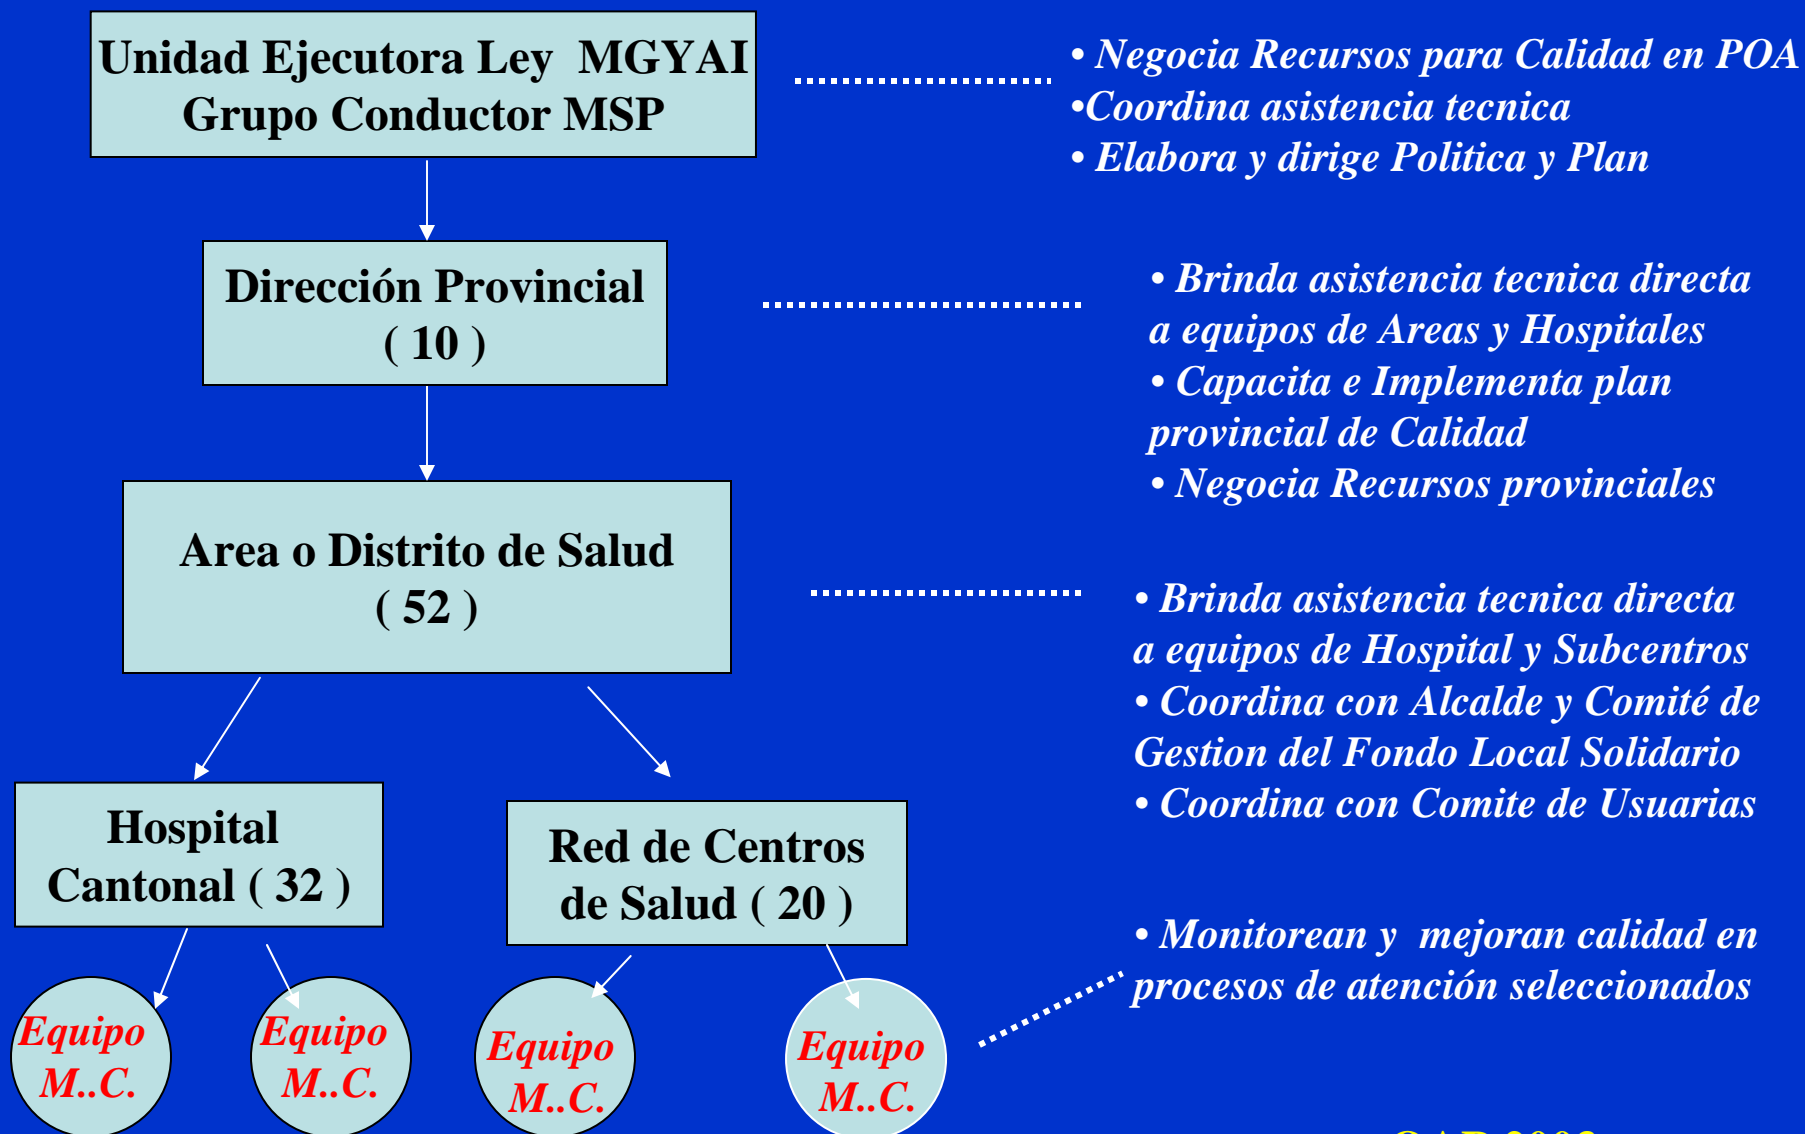 Unidad Ejecutora Ley MGYAI
Grupo Conductor MSP
• Negocia Recursos para Calidad en POA
•Coordina asistencia tecnica
• Elabora y dirige Politica y Plan
Dirección Provincial
( 10 )
• Brinda asistencia tecnica directa
a equipos de Areas y Hospitales
• Capacita e Implementa plan
provincial de Calidad
• Negocia Recursos provinciales
Area o Distrito de Salud
( 52 )
• Brinda asistencia tecnica directa
a equipos de Hospital y Subcentros
• Coordina con Alcalde y Comité de
Gestion del Fondo Local Solidario
• Coordina con Comite de Usuarias
Hospital
Cantonal ( 32 )
Red de Centros
de Salud ( 20 )
• Monitorean y mejoran calidad en
procesos de atención seleccionados
Equipo
M..C.
Equipo
M..C.
Equipo
M..C.
Equipo
M..C.